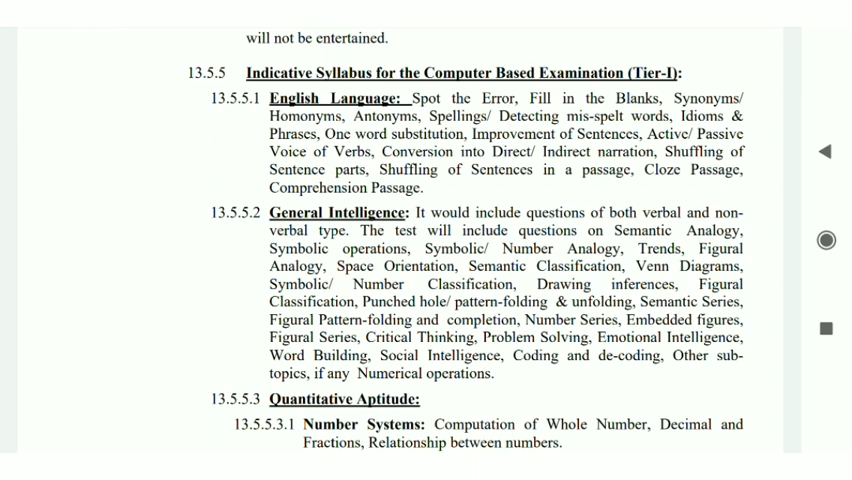 will not be entertained.
13.5.5 Indicative Syllabus for the Computer Based Examination (Tier-I):
13.5.5.1 English Language: Spot the Error, Fill in the Blanks, Synonyms/
Homonyms, Antonyms, Spellings/ Detecting mis-spelt words, Idioms &
Phrases, One word substitution, Improvement of Sentences, Active/ Passive
Voice of Verbs, Conversion into Direct/ Indirect narration, Shuffling of
Sentence parts, Shuffling of Sentences in a passage, Cloze Passage,
Comprehension Passage.
13.5.5.2 General Intelligence: It would include questions of both verbal and non-
verbal type. The test will include questions on Semantic Analogy,
Symbolic operations, Symbolic/ Number Analogy, Trends, Figural
Analogy, Space Orientation, Semantic Classification, Venn Diagrams,
Symbolic/ Number Classification, Drawing inferences, Figural
Classification, Punched hole/ pattern-folding & unfolding, Semantic Series,
Figural Pattern-folding and completion, Number Series, Embedded figures,
Figural Series, Critical Thinking, Problem Solving, Emotional Intelligence,
Word Building, Social Intelligence, Coding and de-coding, Other sub-
topics, if any Numerical operations.
13.5.5.3 Quantitative Aptitude:
13.5.5.3.1 Number Systems: Computation of Whole Number, Decimal and
Fractions, Relationship between numbers.